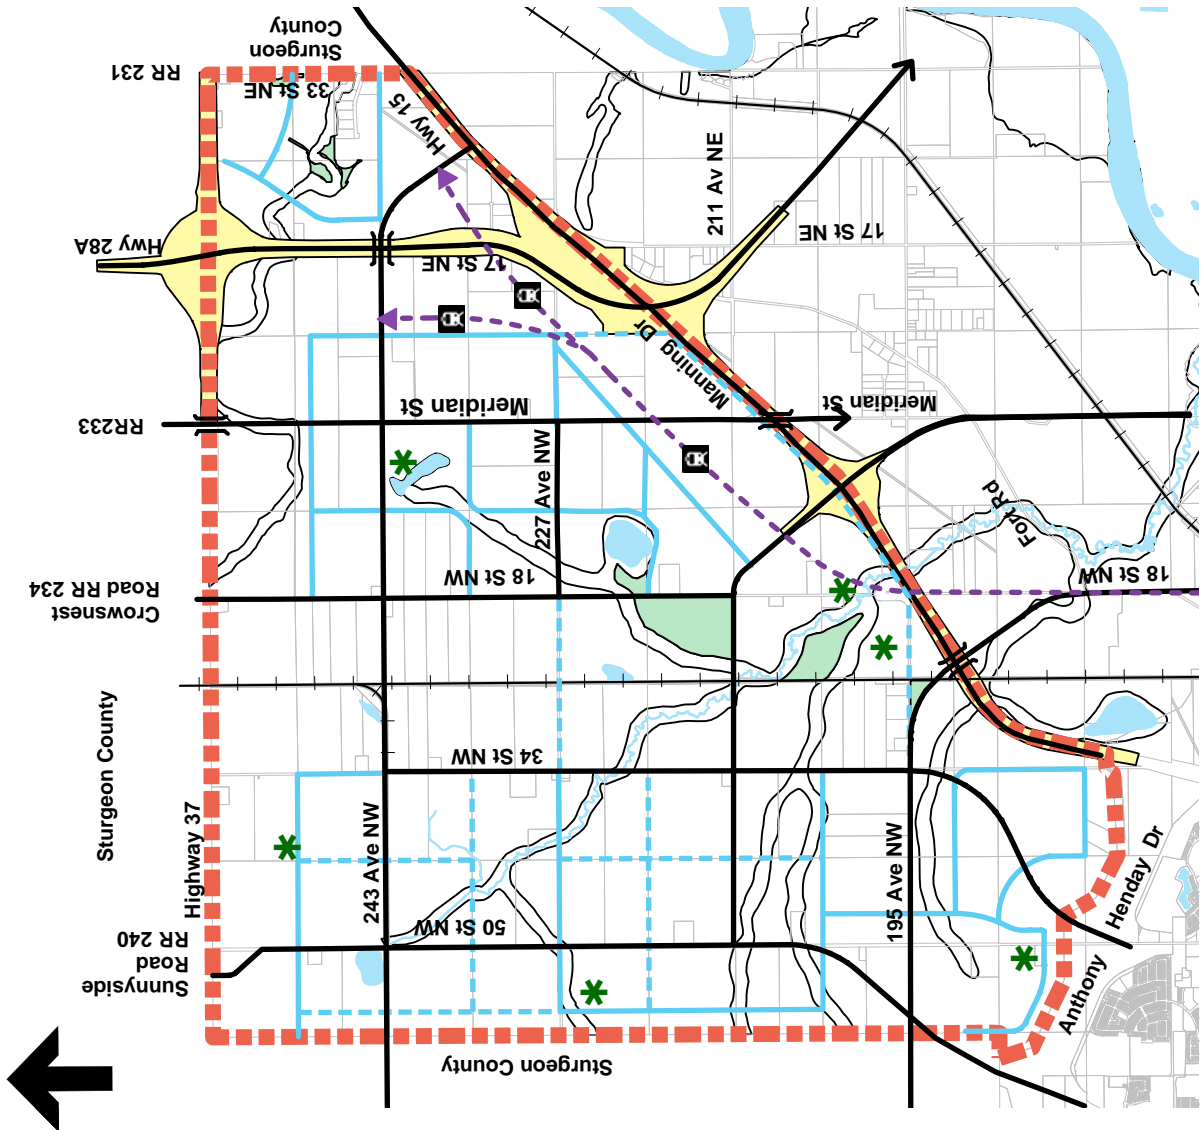 Sturgeon
County
RR 231
33 St NE
Hwy 15
211 Av NE
Hwy 28A
17 St NE
17 St NE
Manning Dr
Meridian St
Meridian St
RR233
227 Ave NW
Fort Rd
18 St NW
18 St NW
Crowsnest
Road RR 234
Sturgeon County
34 St NW
Highway 37
243 Ave NW
195 Ave NW
Henday Dr
Anthony
50 St NW
Sunnyside
Road
RR 240
Sturgeon County